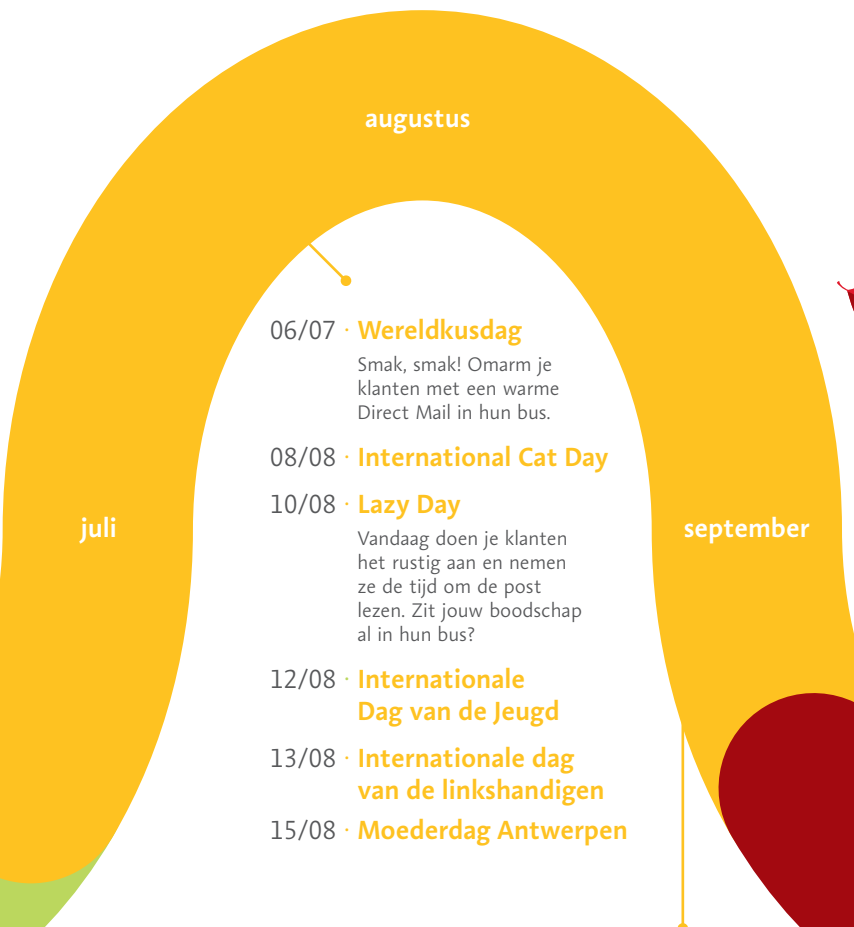 augustus
juli
september
06/07 · Wereldkusdag
Smak, smak! Omarm je
klanten met een warme
Direct Mail in hun bus.
08/08 · International Cat Day
10/08 · Lazy Day
Vandaag doen je klanten
het rustig aan en nemen
ze de tijd om de post
lezen. Zit jouw boodschap
al in hun bus?
12/08 · Internationale
Dag van de Jeugd
13/08 · Internationale dag
van de linkshandigen
15/08 · Moederdag Antwerpen